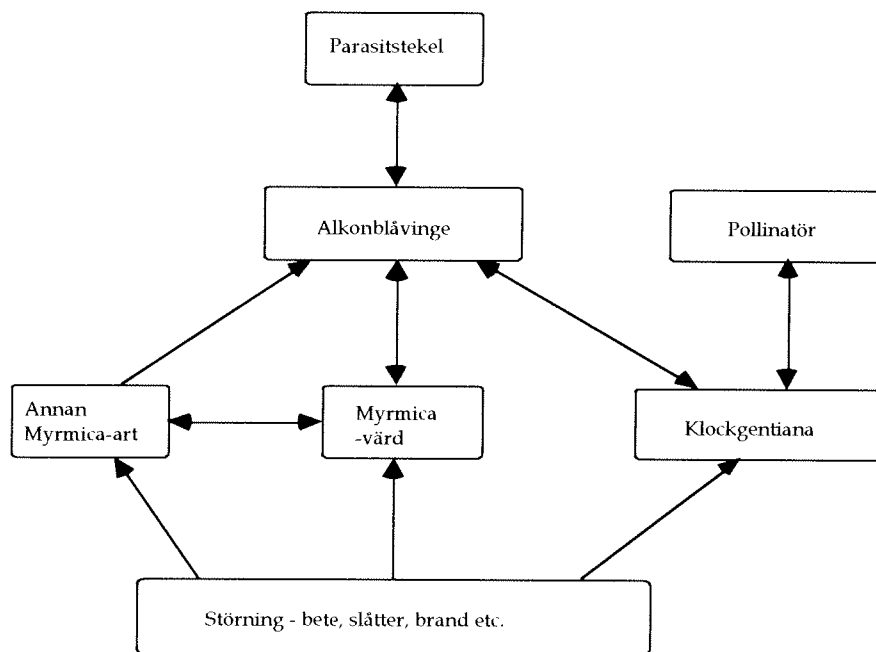 Parasitstekel
Alkonblåvinge
Pollinatör
Annan
Myrmica-art
Myrmica
-värd
Klockgentiana
Störning - bete, slåtter, brand etc.